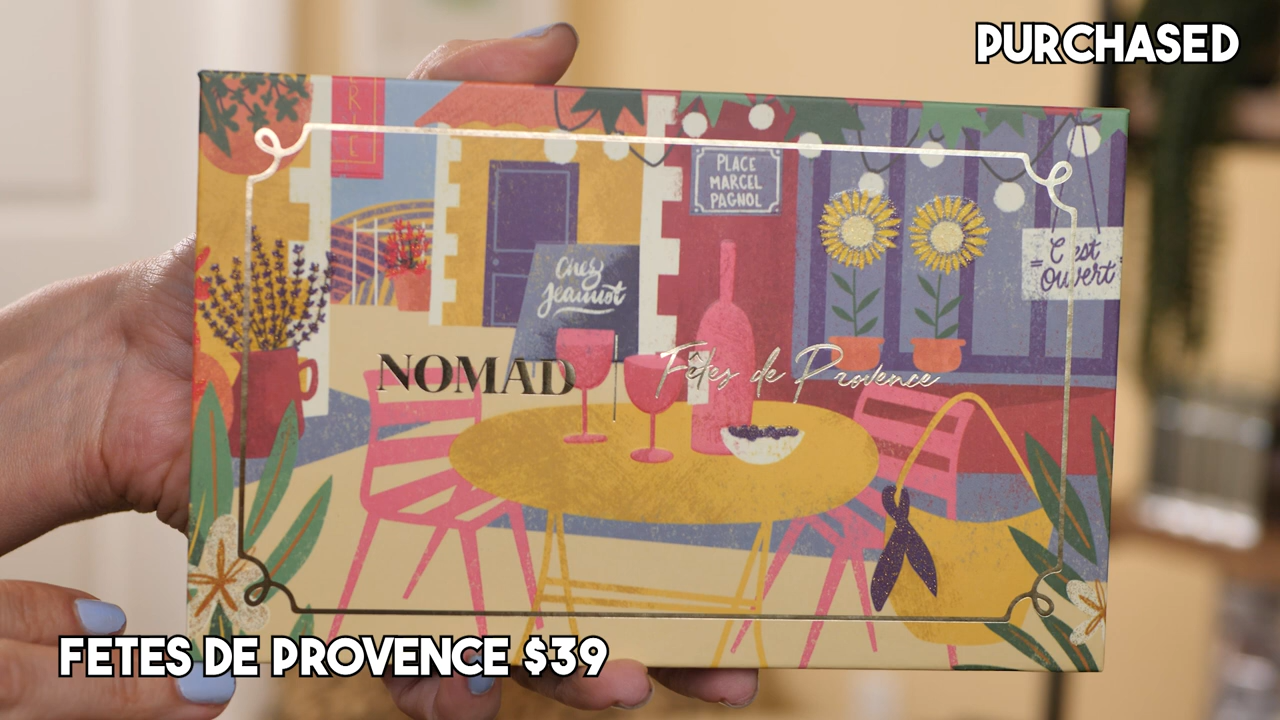 PURCHASED
PLACE
MARCEL
PAGNOL
C'est
Ouvert
Chez
Jeannot
NOMAD | Fêtes de Provence
FETES DE PROVENCE $39